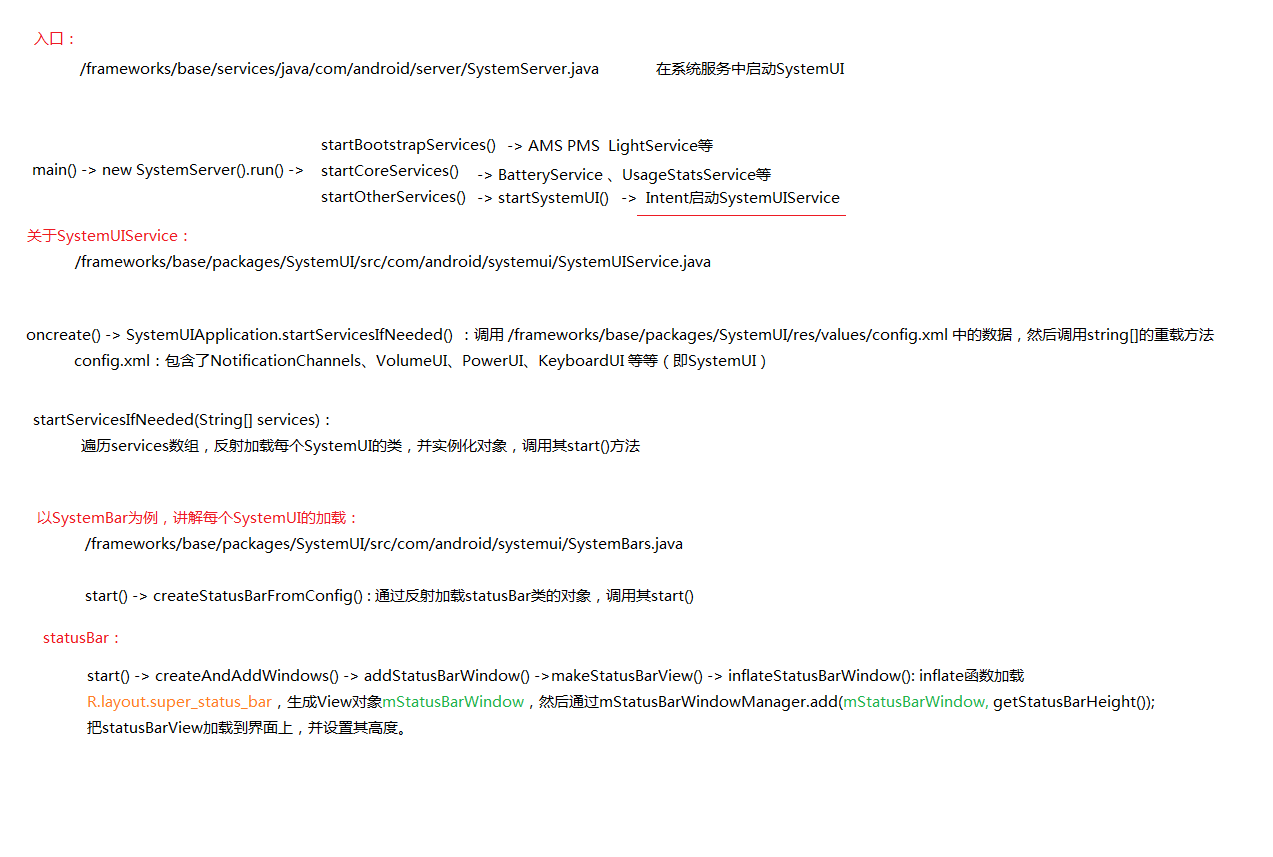 入口：
/frameworks/base/services/java/com/android/server/SystemServer.java 在系统服务中启动SystemUI
startBootstrapServices() -> AMS PMS LightService等
main() -> new SystemServer().run() -> startCoreServices() -> BatteryService 、UsageStatsService等
startOtherServices() -> startSystemUI() -> Intent启动SystemUIService
关于SystemUIService：
/frameworks/base/packages/SystemUI/src/com/android/systemui/SystemUIService.java
oncreate() -> SystemUIApplication.startServicesIfNeeded() ：调用 /frameworks/base/packages/SystemUI/res/values/config.xml 中的数据，然后调用string[]的重载方法
config.xml：包含了NotificationChannels、VolumeUI、PowerUI、KeyboardUI 等等（即SystemUI）
startServicesIfNeeded(String[] services)：
遍历services数组，反射加载每个SystemUI的类，并实例化对象，调用其start()方法
以SystemBar为例，讲解每个SystemUI的加载：
/frameworks/base/packages/SystemUI/src/com/android/systemui/SystemBars.java
start() -> createStatusBarFromConfig() : 通过反射加载statusBar类的对象，调用其start()
statusBar：
start() -> createAndAddWindows() -> addStatusBarWindow() ->makeStatusBarView() -> inflateStatusBarWindow(): inflate函数加载
R.layout.super_status_bar，生成View对象mStatusBarWindow，然后通过mStatusBarWindowManager.add(mStatusBarWindow, getStatusBarHeight());
把statusBarView加载到界面上，并设置其高度。